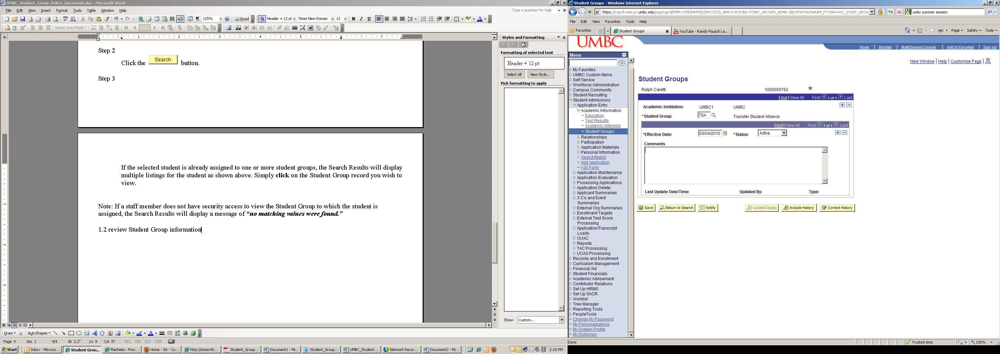 UMBC_Student_Group_Policy_Document.doc - Microsoft Word
File Edit View Insert Format Tools Table Window Help
Type a question for help
125% Read Header + 12 pt Times New Roman 12 B I U
Insert Word Field
1 2 3 4 5 6 7
Step 2
Click the Search button.
Step 3
If the selected student is already assigned to one or more student groups, the Search Results will display
multiple listings for the student as shown above. Simply click on the Student Group record you wish to
view.
Note: If a staff member does not have security access to view the Student Group to which the student is
assigned, the Search Results will display a message of “no matching values were found.”
1.2 review Student Group information
Styles and Formatting
Formatting of selected text
Header + 12 pt
Select All New Style...
Pick formatting to apply
Show: Custom...
Draw AutoShapes
Page 4 Sec 1 4/4 At 2.2" Ln 9 Col 37 REC TRK EXT OVR
Start Inbox - Microso... Student Grou... Manheim - Pow... Home - SA - Co... http://mmsc40... Student_Group... Document1 - Mi... Student_Group... UMBC_Student... Network Recor... Document2 - Mi... 2:10 PM
Student Groups - Windows Internet Explorer
https://csprd-web.ps.umbc.edu/psp/csprd/EMPLOYEE/HRMS/c/PROCESS_APPLICATIONS.STDNT_GROUPS_ADMA.GBL?PORTALPARAM_PTCNAV=HC_STDNT_GROU
umbc summer session
File Edit View Favorites Tools Help
Favorites Student Groups YouTube - Randy Pausch La... Page Safety Tools
UMBC
Home Worklist MultiChannel Console Add to Favorites Sign out
Menu
My Favorites
UMBC Custom Items
Self Service
Workforce Administration
Campus Community
Student Recruiting
Student Admissions
Application Entry
Academic Information
Education
Test Results
Academic Interests
Student Groups
Relationships
Participation
Application Materials
Personal Information
Search/Match
Add Application
I-20 Form
Application Maintenance
Application Evaluation
Processing Applications
Application Delete
Applicant Summaries
3 C's and Event
Summaries
External Org Summaries
Enrollment Targets
External Test Score
Processing
Application/Transcript
Loads
OUAC
Reports
TAC Processing
UCAS Processing
Records and Enrollment
Curriculum Management
Financial Aid
Student Financials
Academic Advisement
Contributor Relations
Set Up HRMS
Set Up SACR
Worklist
Tree Manager
Reporting Tools
PeopleTools
Change My Password
My Personalizations
My System Profile
My Dictionary
New Window | Help | Customize Page | http
Student Groups
Ralph Caretti 1000000762
Find | View All First 1 of 1 Last
Academic Institution: UMBC1 UMBC
*Student Group: TSA Transfer Student Alliance
Find | View All First 1 of 1 Last
*Effective Date: 03/04/2010 *Status: Active
Comments
Last Update Date/Time: Updated By: Type:
Save Return to Search Notify Update/Display Include History Correct History
Done Trusted sites 100%